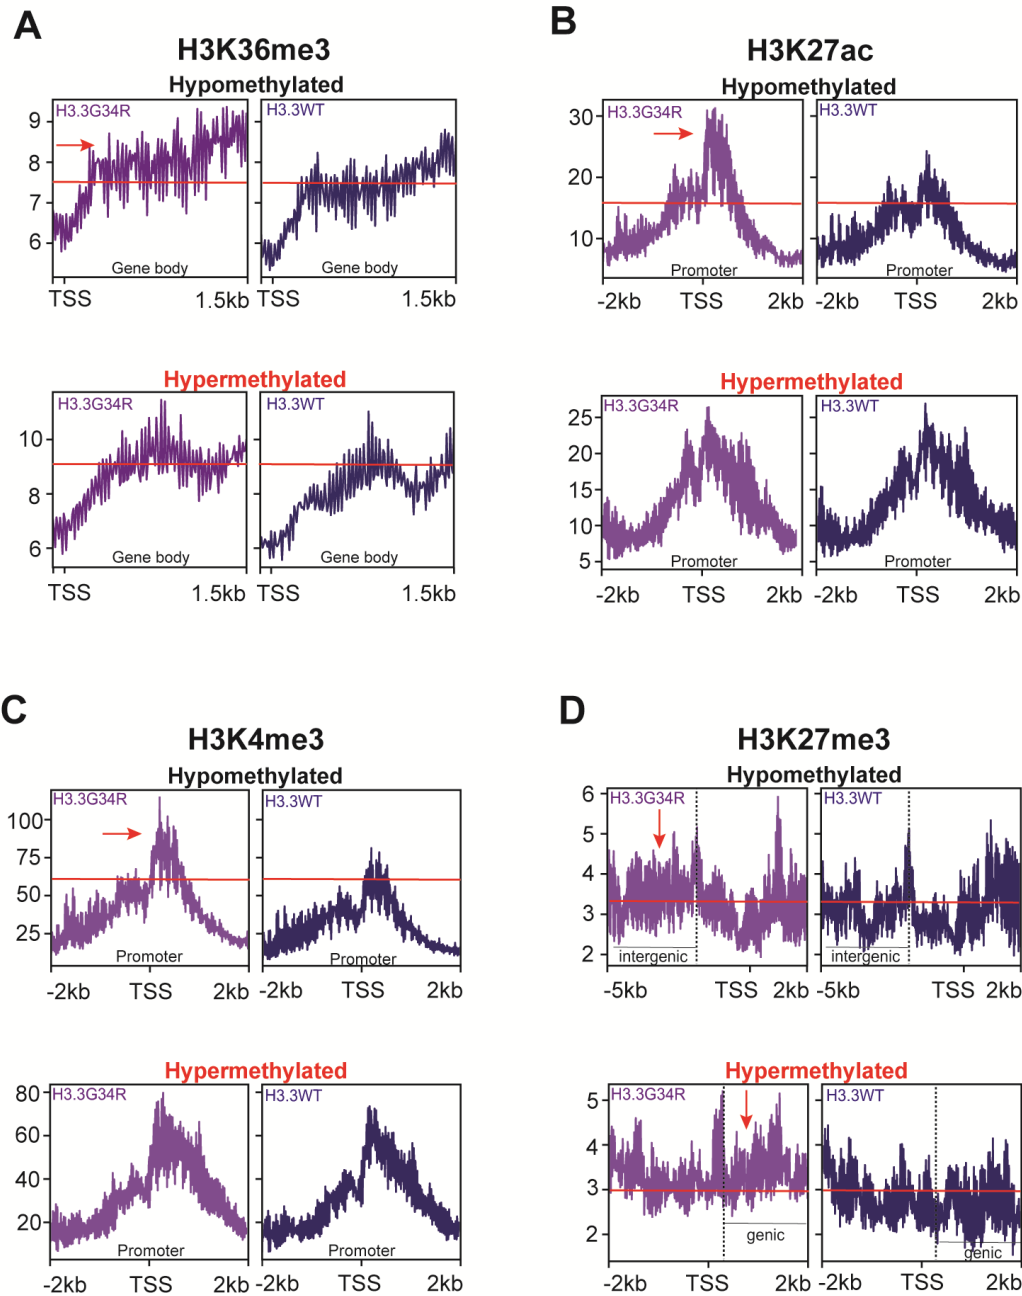 A
H3K36me3
Hypomethylated
H3.3G34R
H3.3WT
9
8
7
6
Gene body
Gene body
TSS
1.5kb
TSS
1.5kb
Hypermethylated
H3.3G34R
H3.3WT
10
8
6
Gene body
Gene body
TSS
1.5kb
TSS
1.5kb
B
H3K27ac
Hypomethylated
H3.3G34R
H3.3WT
30
20
10
Promoter
Promoter
-2kb
TSS
2kb
-2kb
TSS
2kb
Hypermethylated
H3.3G34R
H3.3WT
25
20
15
10
5
Promoter
Promoter
-2kb
TSS
2kb
-2kb
TSS
2kb
C
H3K4me3
Hypomethylated
H3.3G34R
H3.3WT
100
75
50
25
Promoter
Promoter
-2kb
TSS
2kb
-2kb
TSS
2kb
Hypermethylated
H3.3G34R
H3.3WT
80
60
40
20
Promoter
Promoter
-2kb
TSS
2kb
-2kb
TSS
2kb
D
H3K27me3
Hypomethylated
H3.3G34R
H3.3WT
6
5
4
3
2
intergenic
intergenic
-5kb
TSS
2kb
-5kb
TSS
2kb
Hypermethylated
H3.3G34R
H3.3WT
5
4
3
2
genic
genic
-2kb
TSS
2kb
-2kb
TSS
2kb